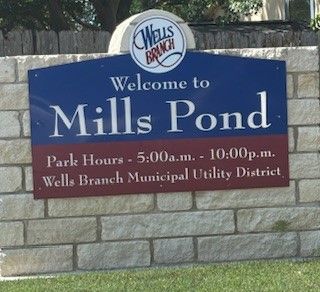 WELLS
BRANCH
Welcome to
Mills Pond
Park Hours - 5:00a.m. - 10:00p.m.
Wells Branch Municipal Utility District